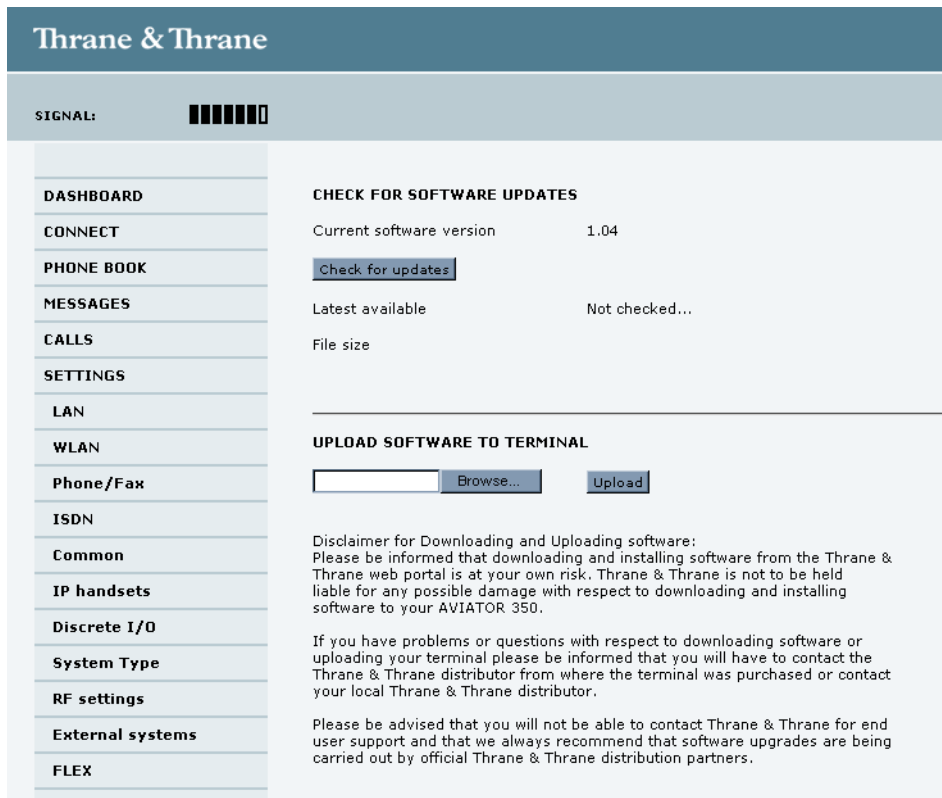 Thrane & Thrane
SIGNAL:
DASHBOARD
CONNECT
PHONE BOOK
MESSAGES
CALLS
SETTINGS
LAN
WLAN
Phone/Fax
ISDN
Common
IP handsets
Discrete I/O
System Type
RF settings
External systems
FLEX
CHECK FOR SOFTWARE UPDATES
Current software version 1.04
Check for updates
Latest available Not checked...
File size
UPLOAD SOFTWARE TO TERMINAL
Browse... Upload
Disclaimer for Downloading and Uploading software:
Please be informed that downloading and installing software from the Thrane &
Thrane web portal is at your own risk. Thrane & Thrane is not to be held
liable for any possible damage with respect to downloading and installing
software to your AVIATOR 350.
If you have problems or questions with respect to downloading software or
uploading your terminal please be informed that you will have to contact the
Thrane & Thrane distributor from where the terminal was purchased or contact
your local Thrane & Thrane distributor.
Please be advised that you will not be able to contact Thrane & Thrane for end
user support and that we always recommend that software upgrades are being
carried out by official Thrane & Thrane distribution partners.